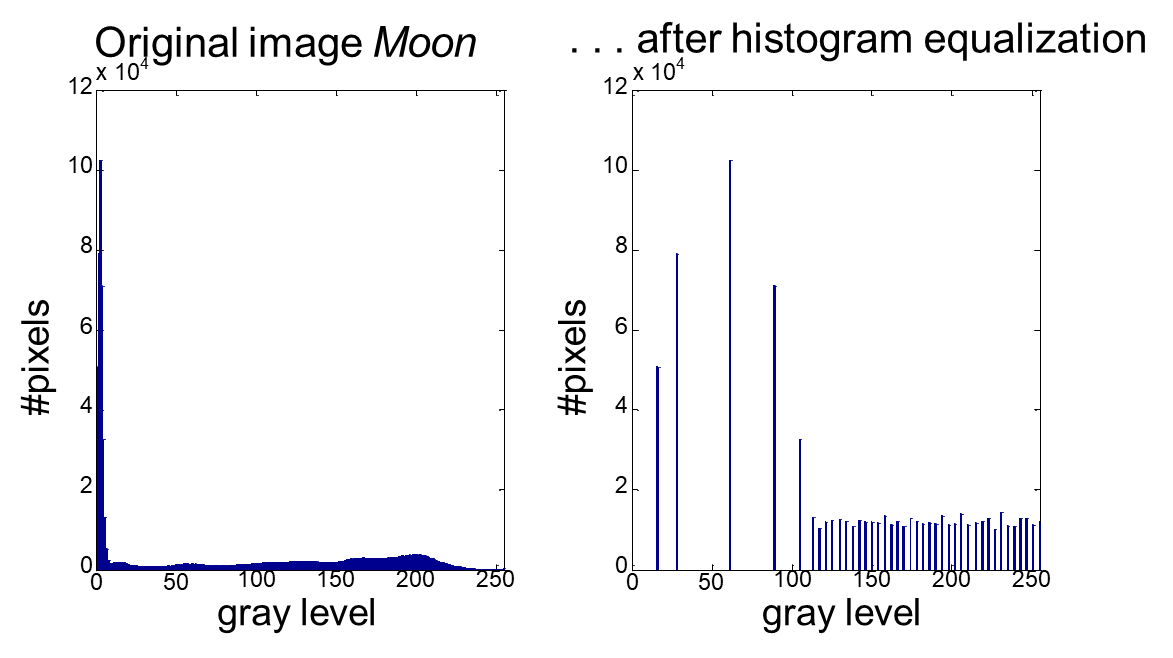 Original image Moon
x 10^4
12
10
8
6
4
2
0
0 50 100 150 200 250
#pixels
gray level
. . . after histogram equalization
x 10^4
12
10
8
6
4
2
0
0 50 100 150 200 250
#pixels
gray level